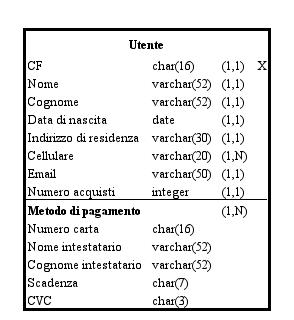 Utente
CF char(16) (1,1) X
Nome varchar(52) (1,1)
Cognome varchar(52) (1,1)
Data di nascita date (1,1)
Indirizzo di residenza varchar(30) (1,1)
Cellulare varchar(20) (1,N)
Email varchar(50) (1,1)
Numero acquisti integer (1,1)
Metodo di pagamento (1,N)
Numero carta char(16)
Nome intestatario varchar(52)
Cognome intestatario varchar(52)
Scadenza char(7)
CVC char(3)